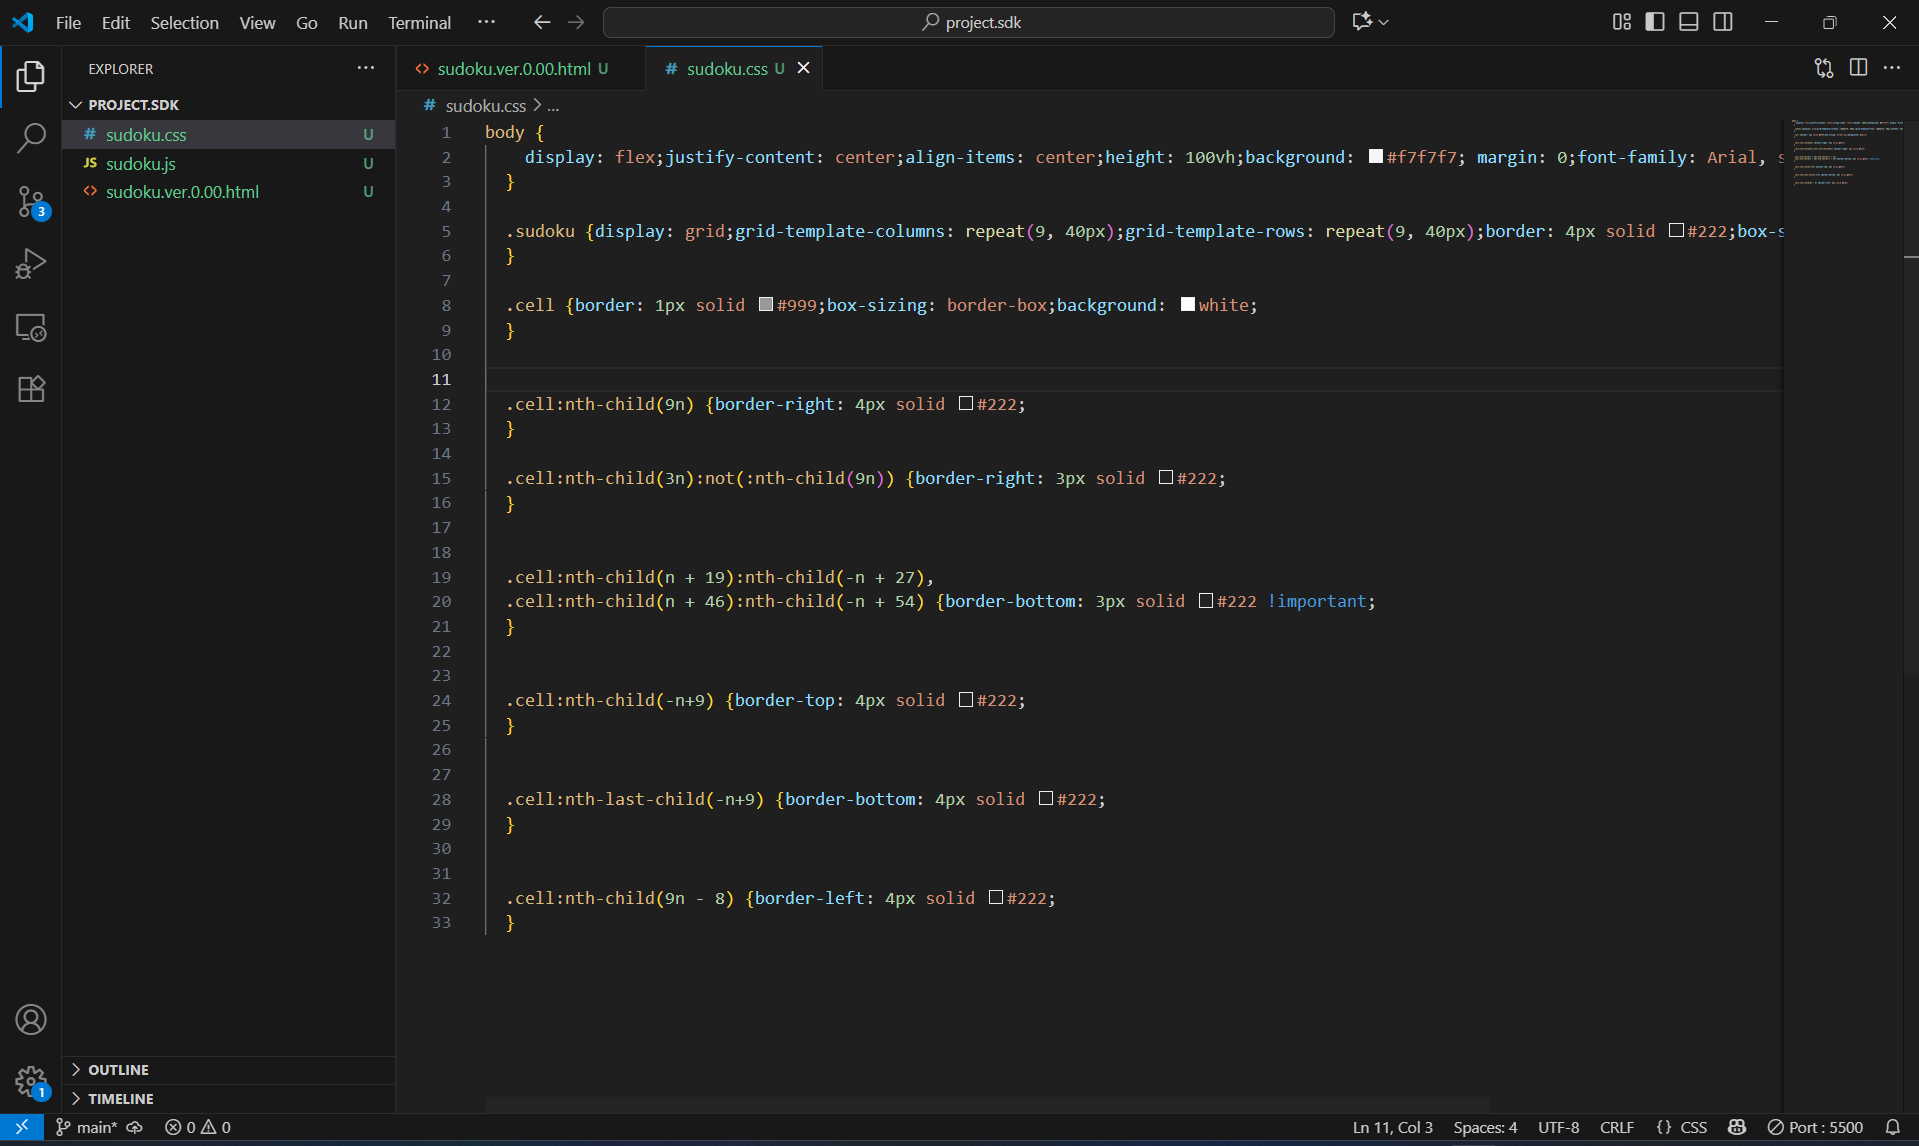 File Edit Selection View Go Run Terminal ··· project.sdk
EXPLORER ···
PROJECT.SDK
# sudoku.css U
JS sudoku.js U
<> sudoku.ver.0.00.html U
3
OUTLINE
TIMELINE
1
<> sudoku.ver.0.00.html U # sudoku.css U
# sudoku.css > ...
1 body {
2 display: flex;justify-content: center;align-items: center;height: 100vh;background: #f7f7f7; margin: 0;font-family: Arial, s
3 }
4
5 .sudoku {display: grid;grid-template-columns: repeat(9, 40px);grid-template-rows: repeat(9, 40px);border: 4px solid #222;box-s
6 }
7
8 .cell {border: 1px solid #999;box-sizing: border-box;background: white;
9 }
10
11
12 .cell:nth-child(9n) {border-right: 4px solid #222;
13 }
14
15 .cell:nth-child(3n):not(:nth-child(9n)) {border-right: 3px solid #222;
16 }
17
18
19 .cell:nth-child(n + 19):nth-child(-n + 27),
20 .cell:nth-child(n + 46):nth-child(-n + 54) {border-bottom: 3px solid #222 !important;
21 }
22
23
24 .cell:nth-child(-n+9) {border-top: 4px solid #222;
25 }
26
27
28 .cell:nth-last-child(-n+9) {border-bottom: 4px solid #222;
29 }
30
31
32 .cell:nth-child(9n - 8) {border-left: 4px solid #222;
33 }
main* 0 0 Ln 11, Col 3 Spaces: 4 UTF-8 CRLF {} CSS Port : 5500